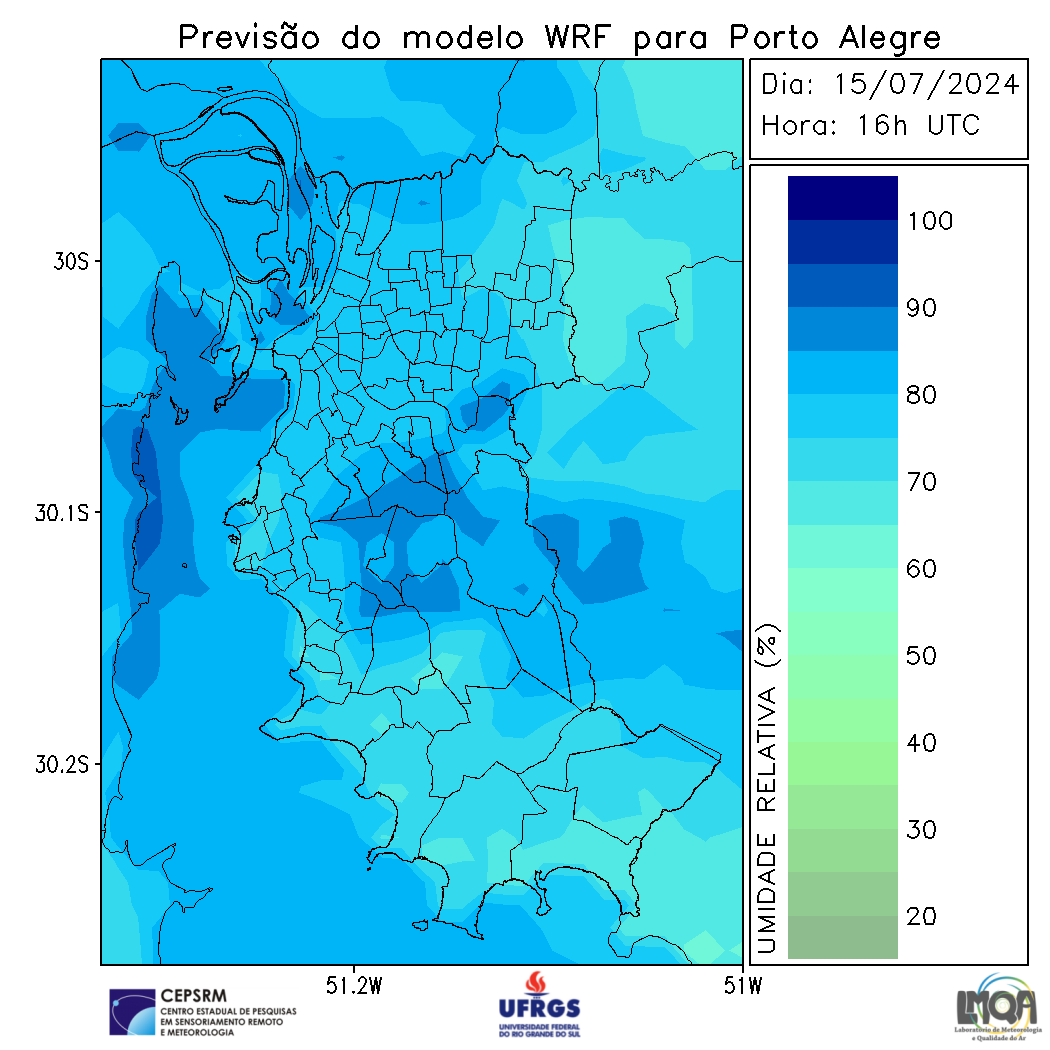 Previsão do modelo WRF para Porto Alegre
Dia: 15/07/2024
Hora: 16h UTC
100
90
80
70
60
50
40
30
20
UMIDADE RELATIVA (%)
30S
30.1S
30.2S
51.2W
51W
CEPSRM
CENTRO ESTADUAL DE PESQUISAS
EM SENSORIAMENTO REMOTO
E METEOROLOGIA
UFRGS
UNIVERSIDADE FEDERAL
DO RIO GRANDE DO SUL
LMQA
Laboratório de Meteorologia
e Qualidade do Ar